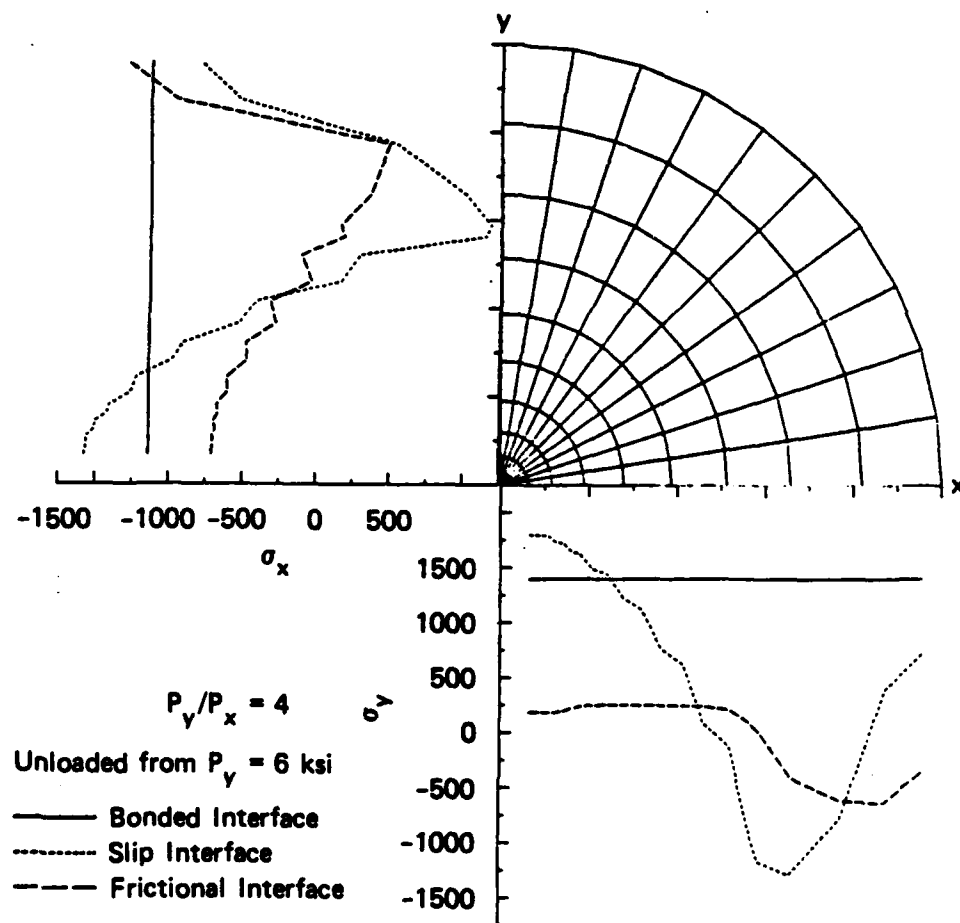 y
x
-1500 -1000 -500 0 500
σx
1500
1000
500
0
-500
-1000
-1500
σy
Py/Px = 4
Unloaded from Py = 6 ksi
Bonded Interface
Slip Interface
Frictional Interface